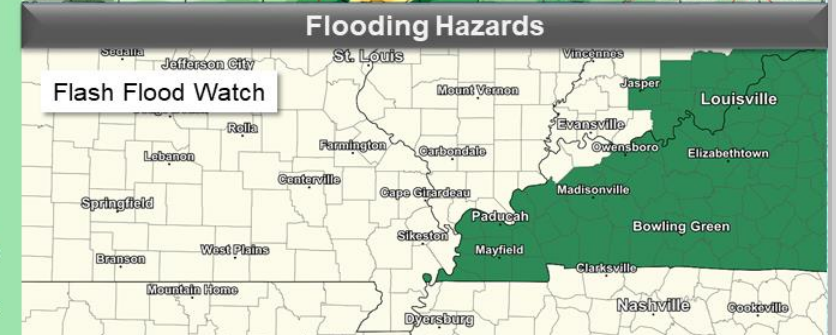 Flooding Hazards
Sedalia
Jefferson City
St. Louis
Vincennes
Flash Flood Watch
Mount Vernon
Jasper
Louisville
Rolla
Evansville
Farmington
Carbondale
Owensboro
Elizabethtown
Lebanon
Centerville
Cape Girardeau
Madisonville
Springfield
Paducah
Bowling Green
Sikeston
West Plains
Mayfield
Branson
Clarksville
Mountain Home
Nashville
Cookeville
Dyersburg